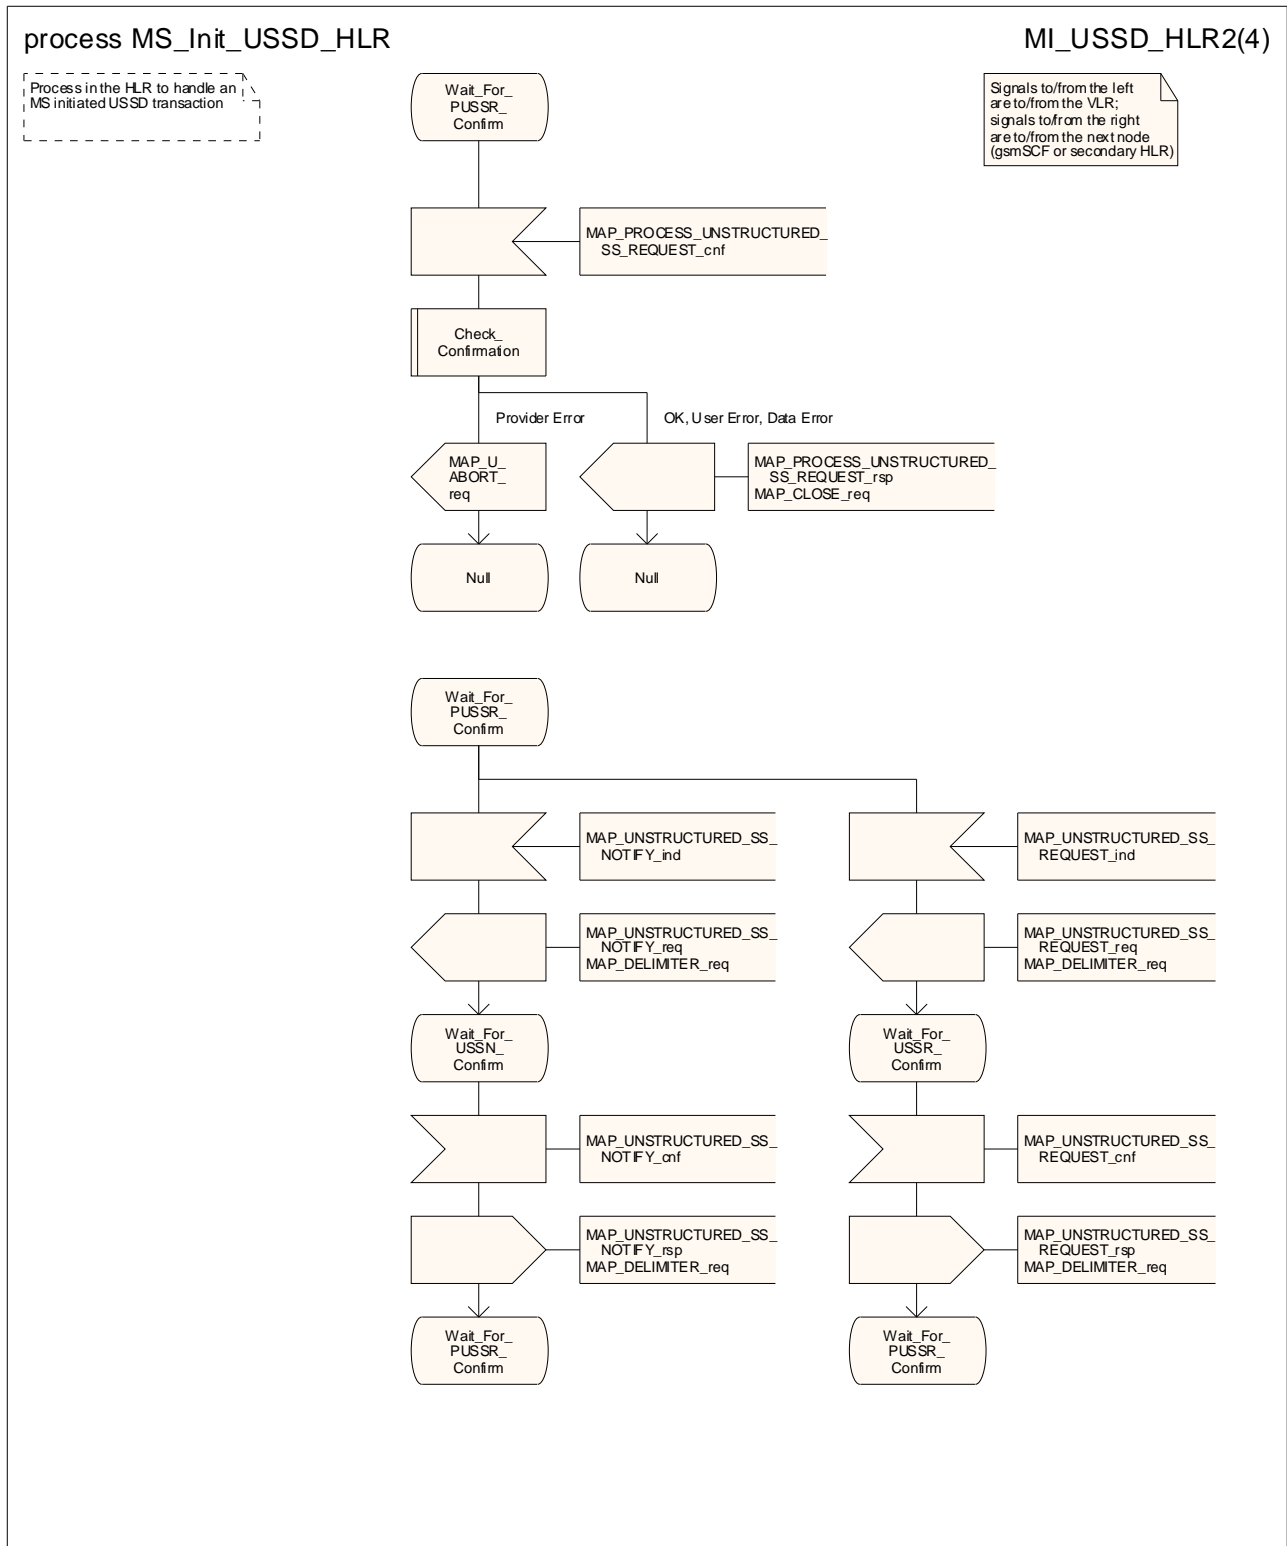 process MS_Init_USSD_HLR
MI_USSD_HLR2(4)
Process in the HLR to handle an
MS initiated USSD transaction
Wait_For_
PUSSR_
Confirm
Signals to/from the left
are to/from the VLR;
signals to/from the right
are to/from the next node
(gsmSCF or secondary HLR)
MAP_PROCESS_UNSTRUCTURED_
SS_REQUEST_cnf
Check_
Confirmation
Provider Error
OK, User Error, Data Error
MAP_U_
ABORT_
req
MAP_PROCESS_UNSTRUCTURED_
SS_REQUEST_rsp
MAP_CLOSE_req
Null
Null
Wait_For_
PUSSR_
Confirm
MAP_UNSTRUCTURED_SS_
NOTIFY_ind
MAP_UNSTRUCTURED_SS_
REQUEST_ind
MAP_UNSTRUCTURED_SS_
NOTIFY_req
MAP_DELIMITER_req
MAP_UNSTRUCTURED_SS_
REQUEST_req
MAP_DELIMITER_req
Wait_For_
USSN_
Confirm
Wait_For_
USSR_
Confirm
MAP_UNSTRUCTURED_SS_
NOTIFY_cnf
MAP_UNSTRUCTURED_SS_
REQUEST_cnf
MAP_UNSTRUCTURED_SS_
NOTIFY_rsp
MAP_DELIMITER_req
MAP_UNSTRUCTURED_SS_
REQUEST_rsp
MAP_DELIMITER_req
Wait_For_
PUSSR_
Confirm
Wait_For_
PUSSR_
Confirm